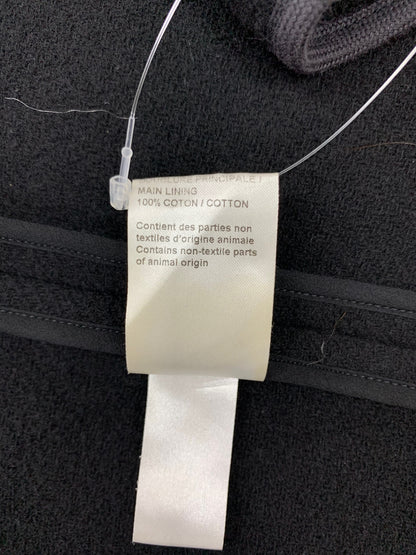 PRINCIPALE /
MAIN LINING
100% COTON / COTTON
Contient des parties non
textiles d'origine animale
Contains non-textile parts
of animal origin